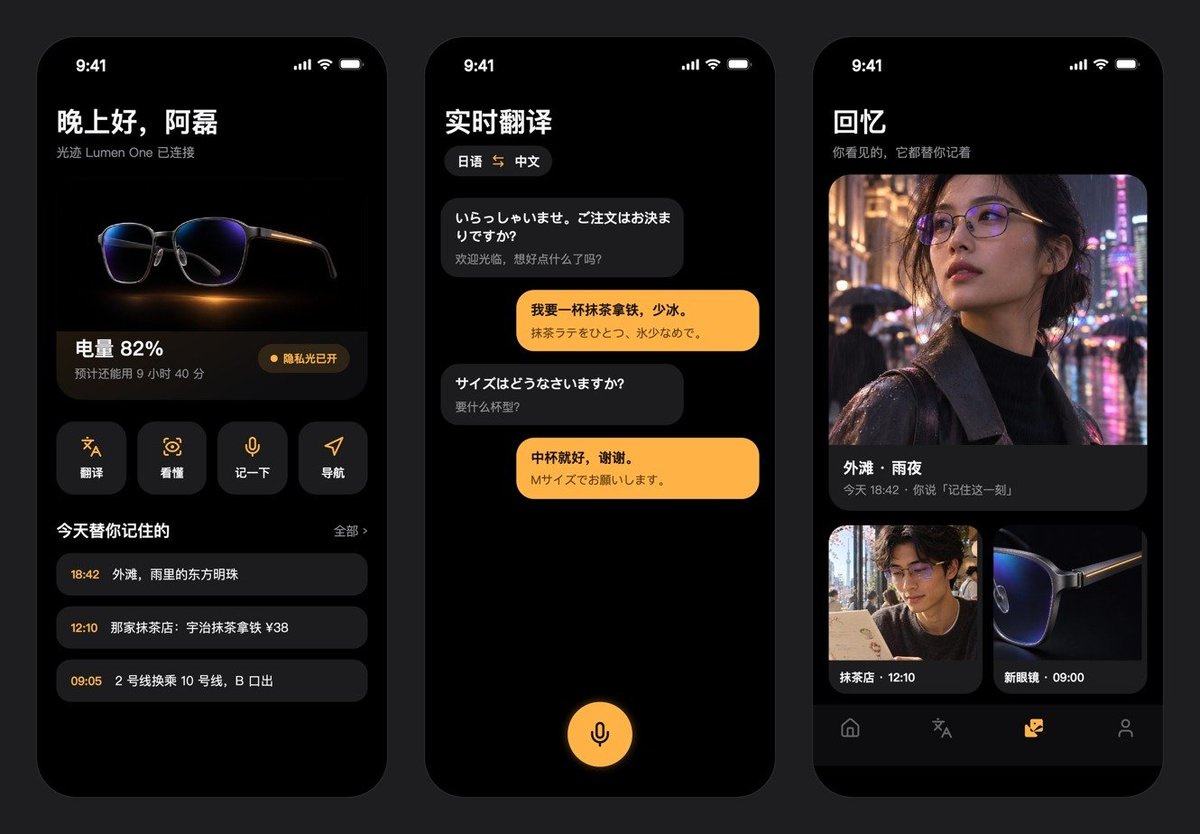 9:41
晚上好，阿磊
光迹 Lumen One 已连接
电量 82%
预计还能用 9 小时 40 分
隐私光已开
翻译
看懂
记一下
导航
今天替你记住的
全部 >
18:42 外滩，雨里的东方明珠
12:10 那家抹茶店：宇治抹茶拿铁 ¥38
09:05 2 号线换乘 10 号线，B 口出
9:41
实时翻译
日语 ⇆ 中文
いらっしゃいませ。ご注文はお決ま
りですか?
欢迎光临，想好点什么了吗?
我要一杯抹茶拿铁，少冰。
抹茶ラテをひとつ、氷少なめで。
サイズはどうなさいますか?
要什么杯型?
中杯就好，谢谢。
Mサイズでお願いします。
9:41
回忆
你看见的，它都替你记着
外滩 · 雨夜
今天 18:42 · 你说「记住这一刻」
抹茶店 · 12:10
新眼镜 · 09:00